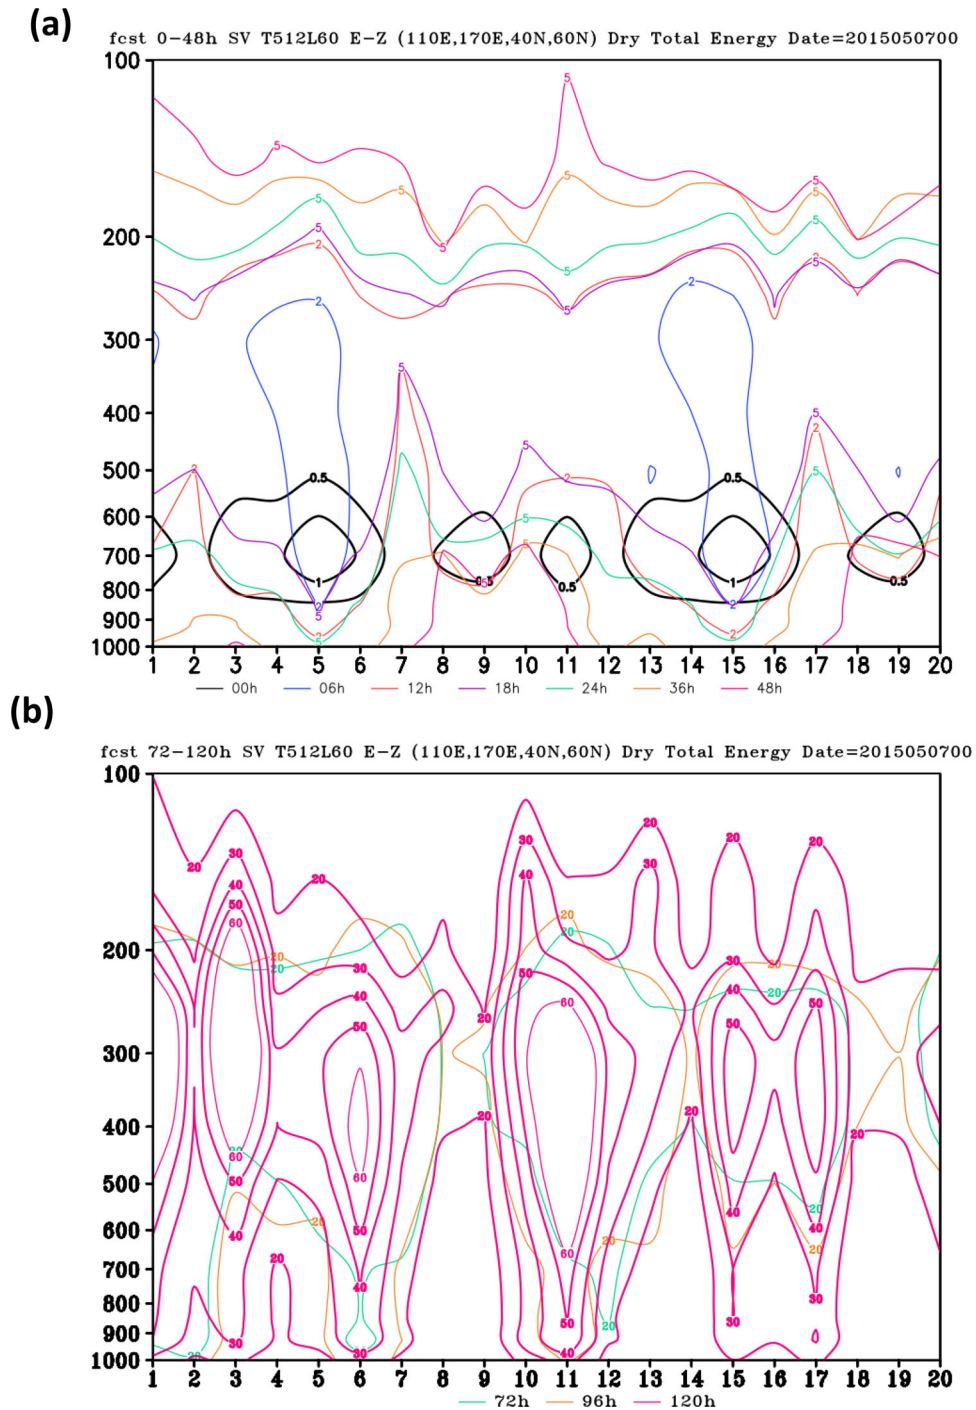 (a)
fcst 0−48h SV T512L60 E−Z (110E,170E,40N,60N) Dry Total Energy Date=2015050700
100
200
300
400
500
600
700
800
900
1000
1 2 3 4 5 6 7 8 9 10 11 12 13 14 15 16 17 18 19 20
00h 06h 12h 18h 24h 36h 48h
(b)
fcst 72−120h SV T512L60 E−Z (110E,170E,40N,60N) Dry Total Energy Date=2015050700
100
200
300
400
500
600
700
800
900
1000
1 2 3 4 5 6 7 8 9 10 11 12 13 14 15 16 17 18 19 20
72h 96h 120h